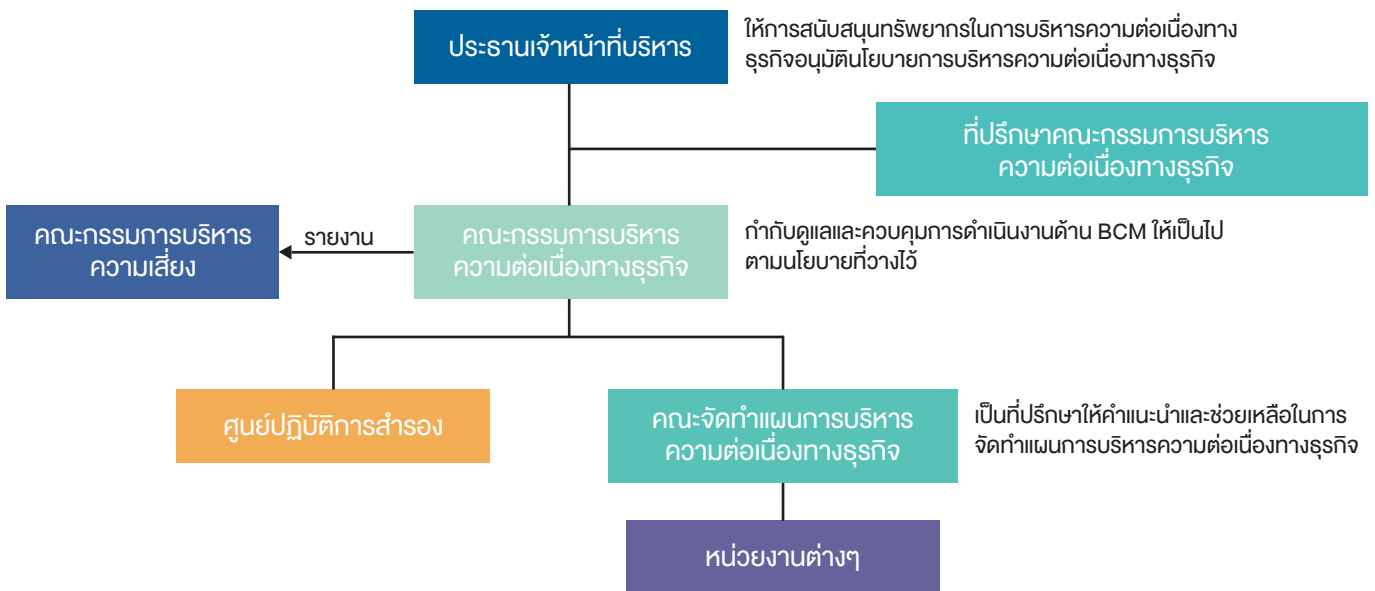 ประธานเจ้าหน้าที่บริหาร
ให้การสนับสนุนทรัพยากรในการบริหารความต่อเนื่องทาง
ธุรกิจอนุมัตินโยบายการบริหารความต่อเนื่องทางธุรกิจ
ที่ปรึกษาคณะกรรมการบริหาร
ความต่อเนื่องทางธุรกิจ
คณะกรรมการบริหาร
ความเสี่ยง
รายงาน
คณะกรรมการบริหาร
ความต่อเนื่องทางธุรกิจ
กำกับดูแลและควบคุมการดำเนินงานด้าน BCM ให้เป็นไป
ตามนโยบายที่วางไว้
ศูนย์ปฏิบัติการสำรอง
คณะจัดทำแผนการบริหาร
ความต่อเนื่องทางธุรกิจ
เป็นที่ปรึกษาให้คำแนะนำและช่วยเหลือในการ
จัดทำแผนการบริหารความต่อเนื่องทางธุรกิจ
หน่วยงานต่างๆ